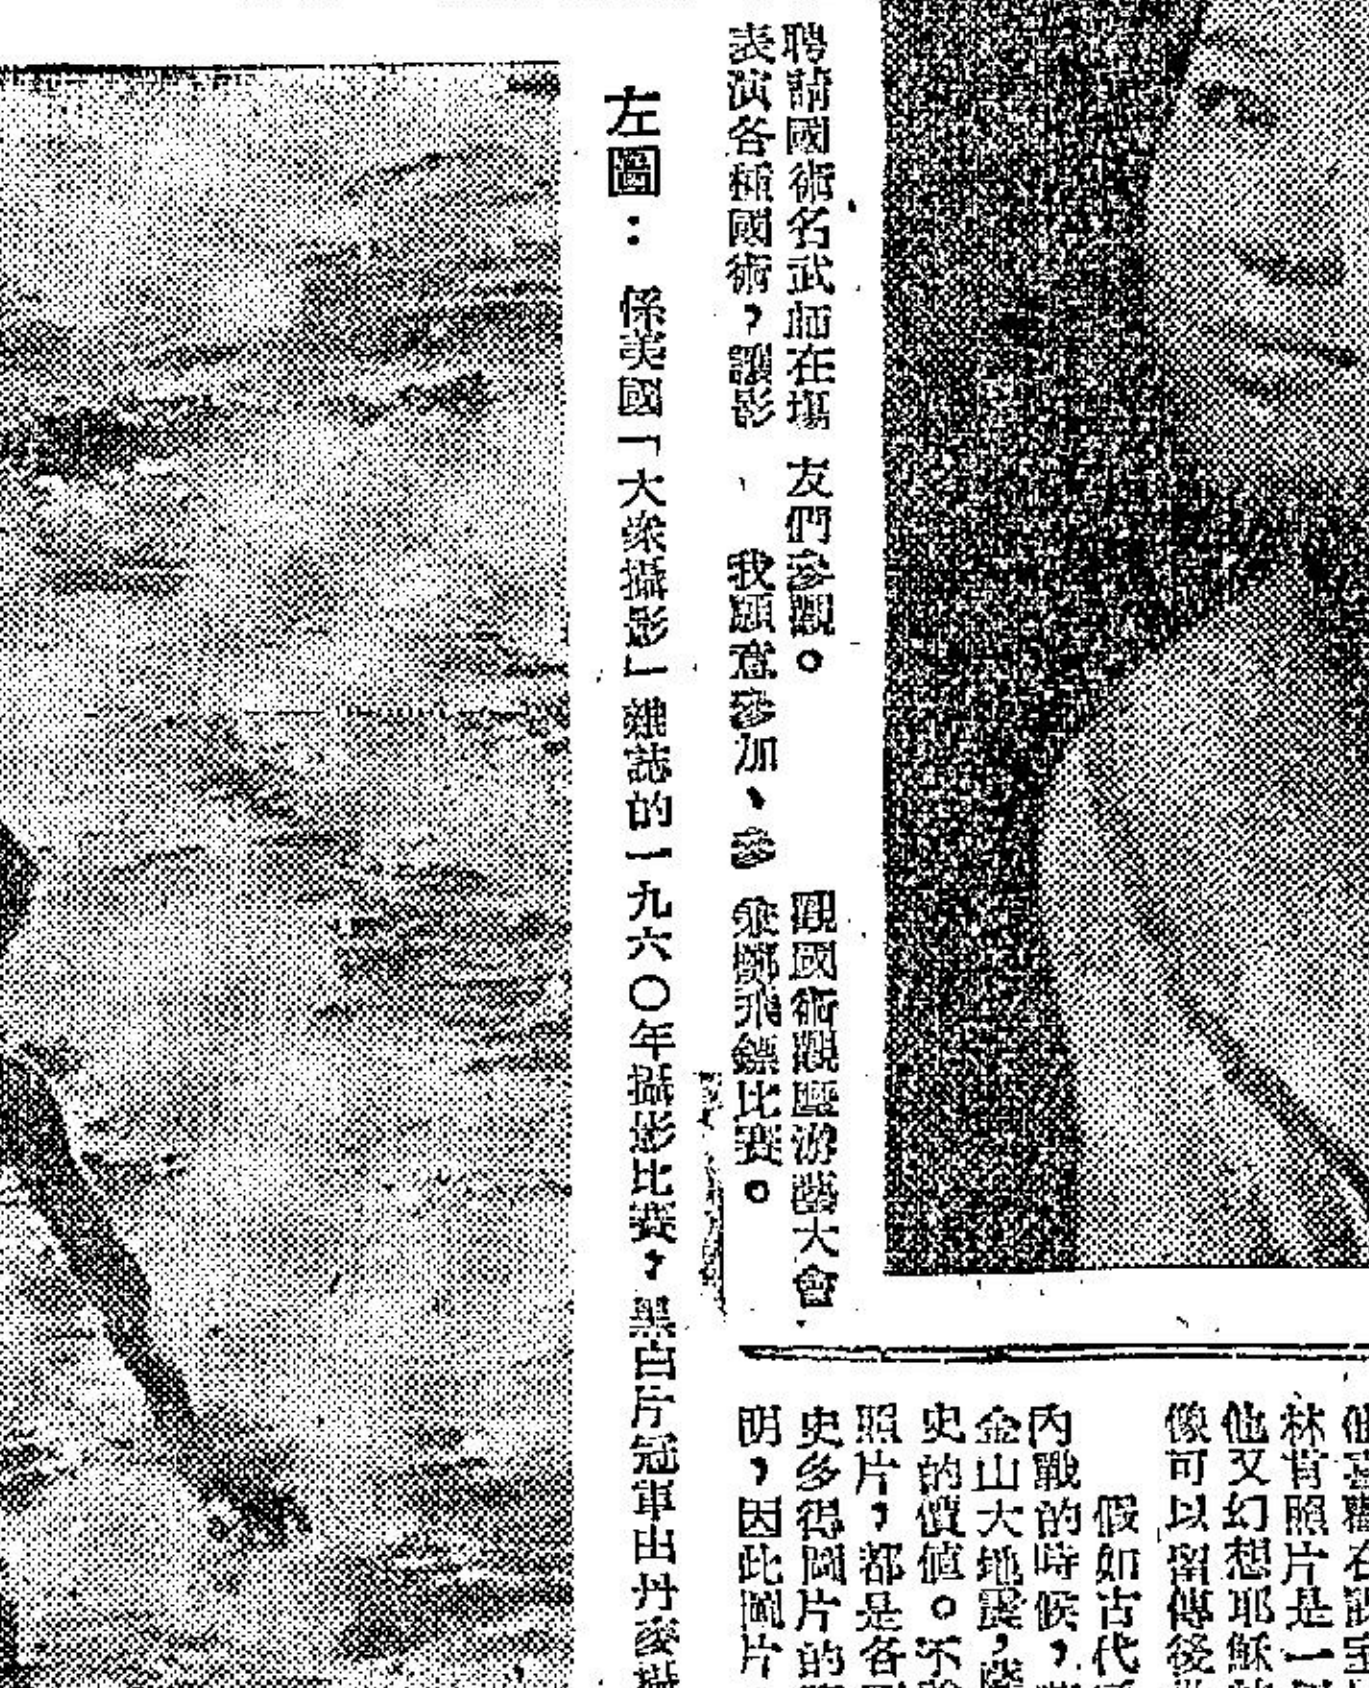 聘請國術名武師在場
表演各種國術，讓影
友們參觀。
我願意參加、參
觀國術觀摩游藝大會
乘擲飛鏢比賽。
左圖：係美國「大衆攝影」雜誌的一九六〇年攝影比賽，黑白片冠軍由丹麥攝
林肯照片是一
他又幻想耶穌
像可以留傳後
假如古代
內戰的時候，
金山大地震，
史的價值。不
照片，都是各
史多得圖片的
明，因此圖片